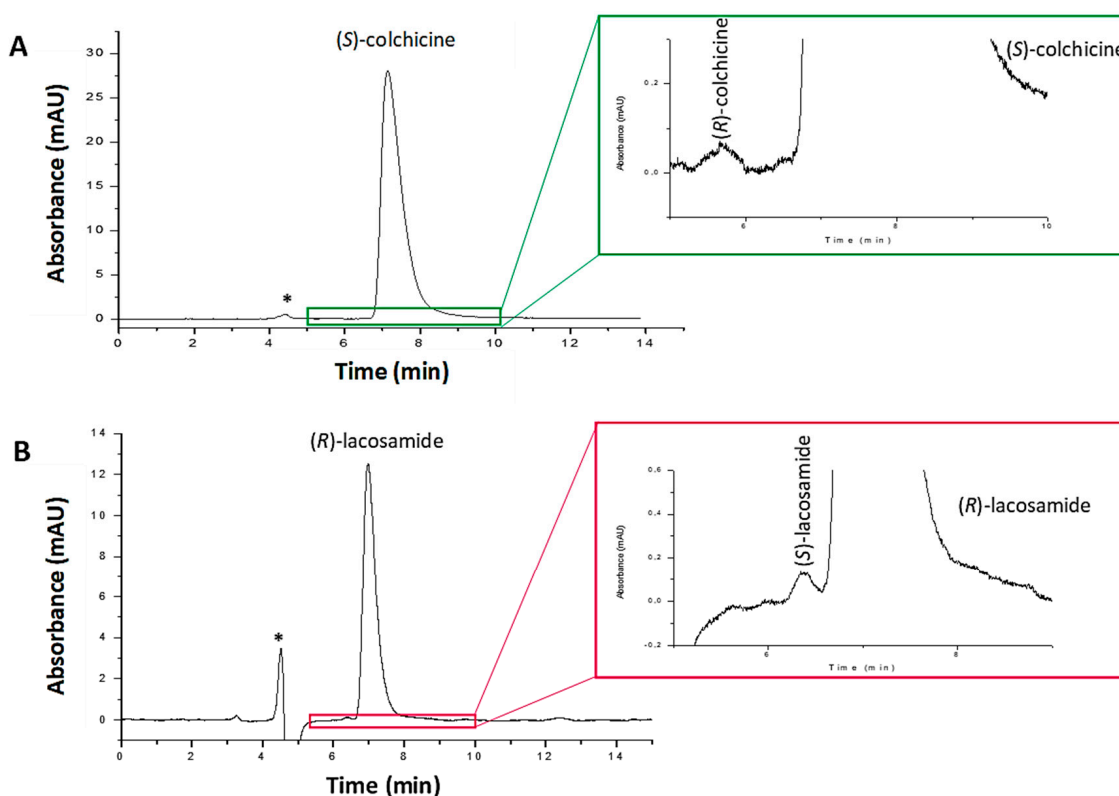 A
(S)-colchicine
*
Absorbance (mAU)
30
25
20
15
10
5
0
0 2 4 6 8 10 12 14
Time (min)
(R)-colchicine
(S)-colchicine
Absorbance (mAU)
0.2
0.0
6 8 10
Time (min)
B
(R)-lacosamide
*
Absorbance (mAU)
14
12
10
8
6
4
2
0
0 2 4 6 8 10 12 14
Time (min)
(S)-lacosamide
(R)-lacosamide
Absorbance (mAU)
0.6
0.4
0.2
0.0
-0.2
6 8
Time (min)